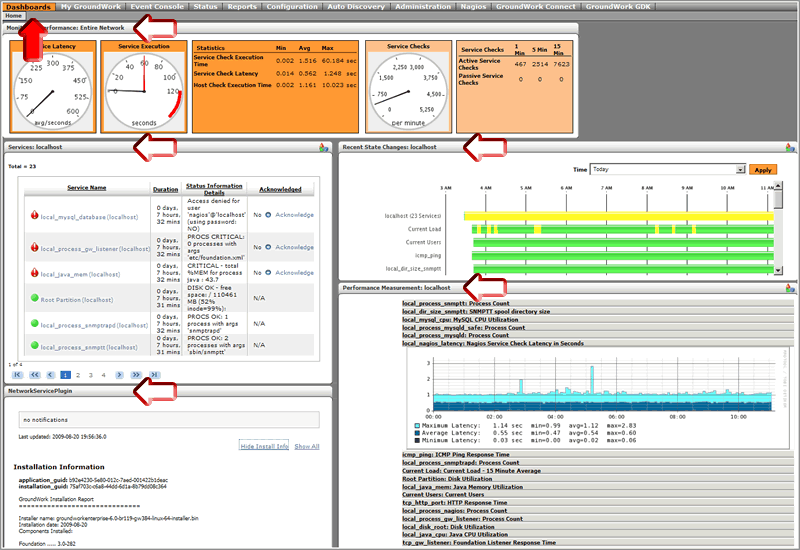 Dashboards My GroundWork Event Console Status Reports Configuration Auto Discovery Administration Nagios GroundWork Connect GroundWork GDK
Home
Performance: Entire Network
Service Latency
225 300
150 375
75 450
0 525
avg/seconds
Service Execution
60
40 80
20 100
0 120
seconds
Statistics Min Avg Max
Service Check Execution Time 0.002 1.516 60.184 sec
Service Check Latency 0.014 0.562 1.248 sec
Host Check Execution Time 0.002 1.161 10.023 sec
Service Checks
2,250 3,000
1,500 3,750
750 4,500
0 5,250
per minute
Service Checks 1 Min 5 Min 15 Min
Active Service Checks 467 2514 7623
Passive Service Checks 0 0 0
Services: localhost
Total = 23
Service Name Duration Status Information Details Acknowledged
local_mysql_database (localhost) 0 days, 7 hours, 32 mins Access denied for user 'nagios'@'localhost' (using password: NO) No Acknowledge
local_process_gw_listener (localhost) 0 days, 7 hours, 32 mins PROCS CRITICAL: 0 processes with args 'etc/foundation.xml' No Acknowledge
local_java_mem (localhost) 0 days, 7 hours, 32 mins CRITICAL - total %MEM for process java : 43.7 No Acknowledge
Root Partition (localhost) 0 days, 7 hours, 31 mins DISK OK - free space: / 110461 MB (52% inode=99%): N/A
local_process_snmptrapd (localhost) 0 days, 7 hours, 32 mins PROCS OK: 1 process with args 'snmptrapd' N/A
local_process_snmptt (localhost) 0 days, 7 hours, 31 mins PROCS OK: 2 processes with args 'sbin/snmptt' N/A
1 of 4
1 2 3 4
NetworkServicePlugin
no notifications
Last updated: 2009-08-20 19:56:36.0
Hide Install Info Show All
Installation Information
application_guid: b92e4230-5e80-012c-7aed-001422b1deac
installation_guid: 75af703c-c6a8-44dd-6d1a-6b79dd08c364
GroundWork Installation Report
==============================
Installer name: groundworkenterprise-6.0-br119-gw384-linux-64-installer.bin
Installation date: 2009-08-20
Components Installed:
Foundation ..... 3.0-282
Recent State Changes: localhost
Time Today Apply
3 AM 4 AM 5 AM 6 AM 7 AM 8 AM 9 AM 10 AM 11 AM
localhost (23 Services)
Current Load
Current Users
icmp_ping
local_dir_size_snmptt
Performance Measurement: localhost
local_process_snmptt: Process Count
local_dir_size_snmptt: SNMPTT spool directory size
local_mysql_cpu: MySQL CPU Utilization
local_process_mysqld_safe: Process Count
local_process_mysqld: Process Count
local_nagios_latency: Nagios Service Check Latency in Seconds
3
2
1
0
00:00 02:00 04:00 06:00 08:00 10:00
Maximum Latency: 1.14 sec min=0.99 avg=1.12 max=2.83
Average Latency: 0.55 sec min=0.47 avg=0.54 max=0.60
Minimum Latency: 0.03 sec min=0.00 avg=0.02 max=0.06
icmp_ping: ICMP Ping Response Time
local_process_snmptrapd: Process Count
Current Load: Current Load - 15 Minute Average
Root Partition: Disk Utilization
local_java_mem: Java Memory Utilization
Current Users: Current Users
tcp_http_port: HTTP Response Time
local_process_nagios: Process Count
local_process_gw_listener: Process Count
local_disk_root: Disk Utilization
local_java_cpu: Java CPU Utilization
tcp_gw_listener: Foundation Listener Response Time